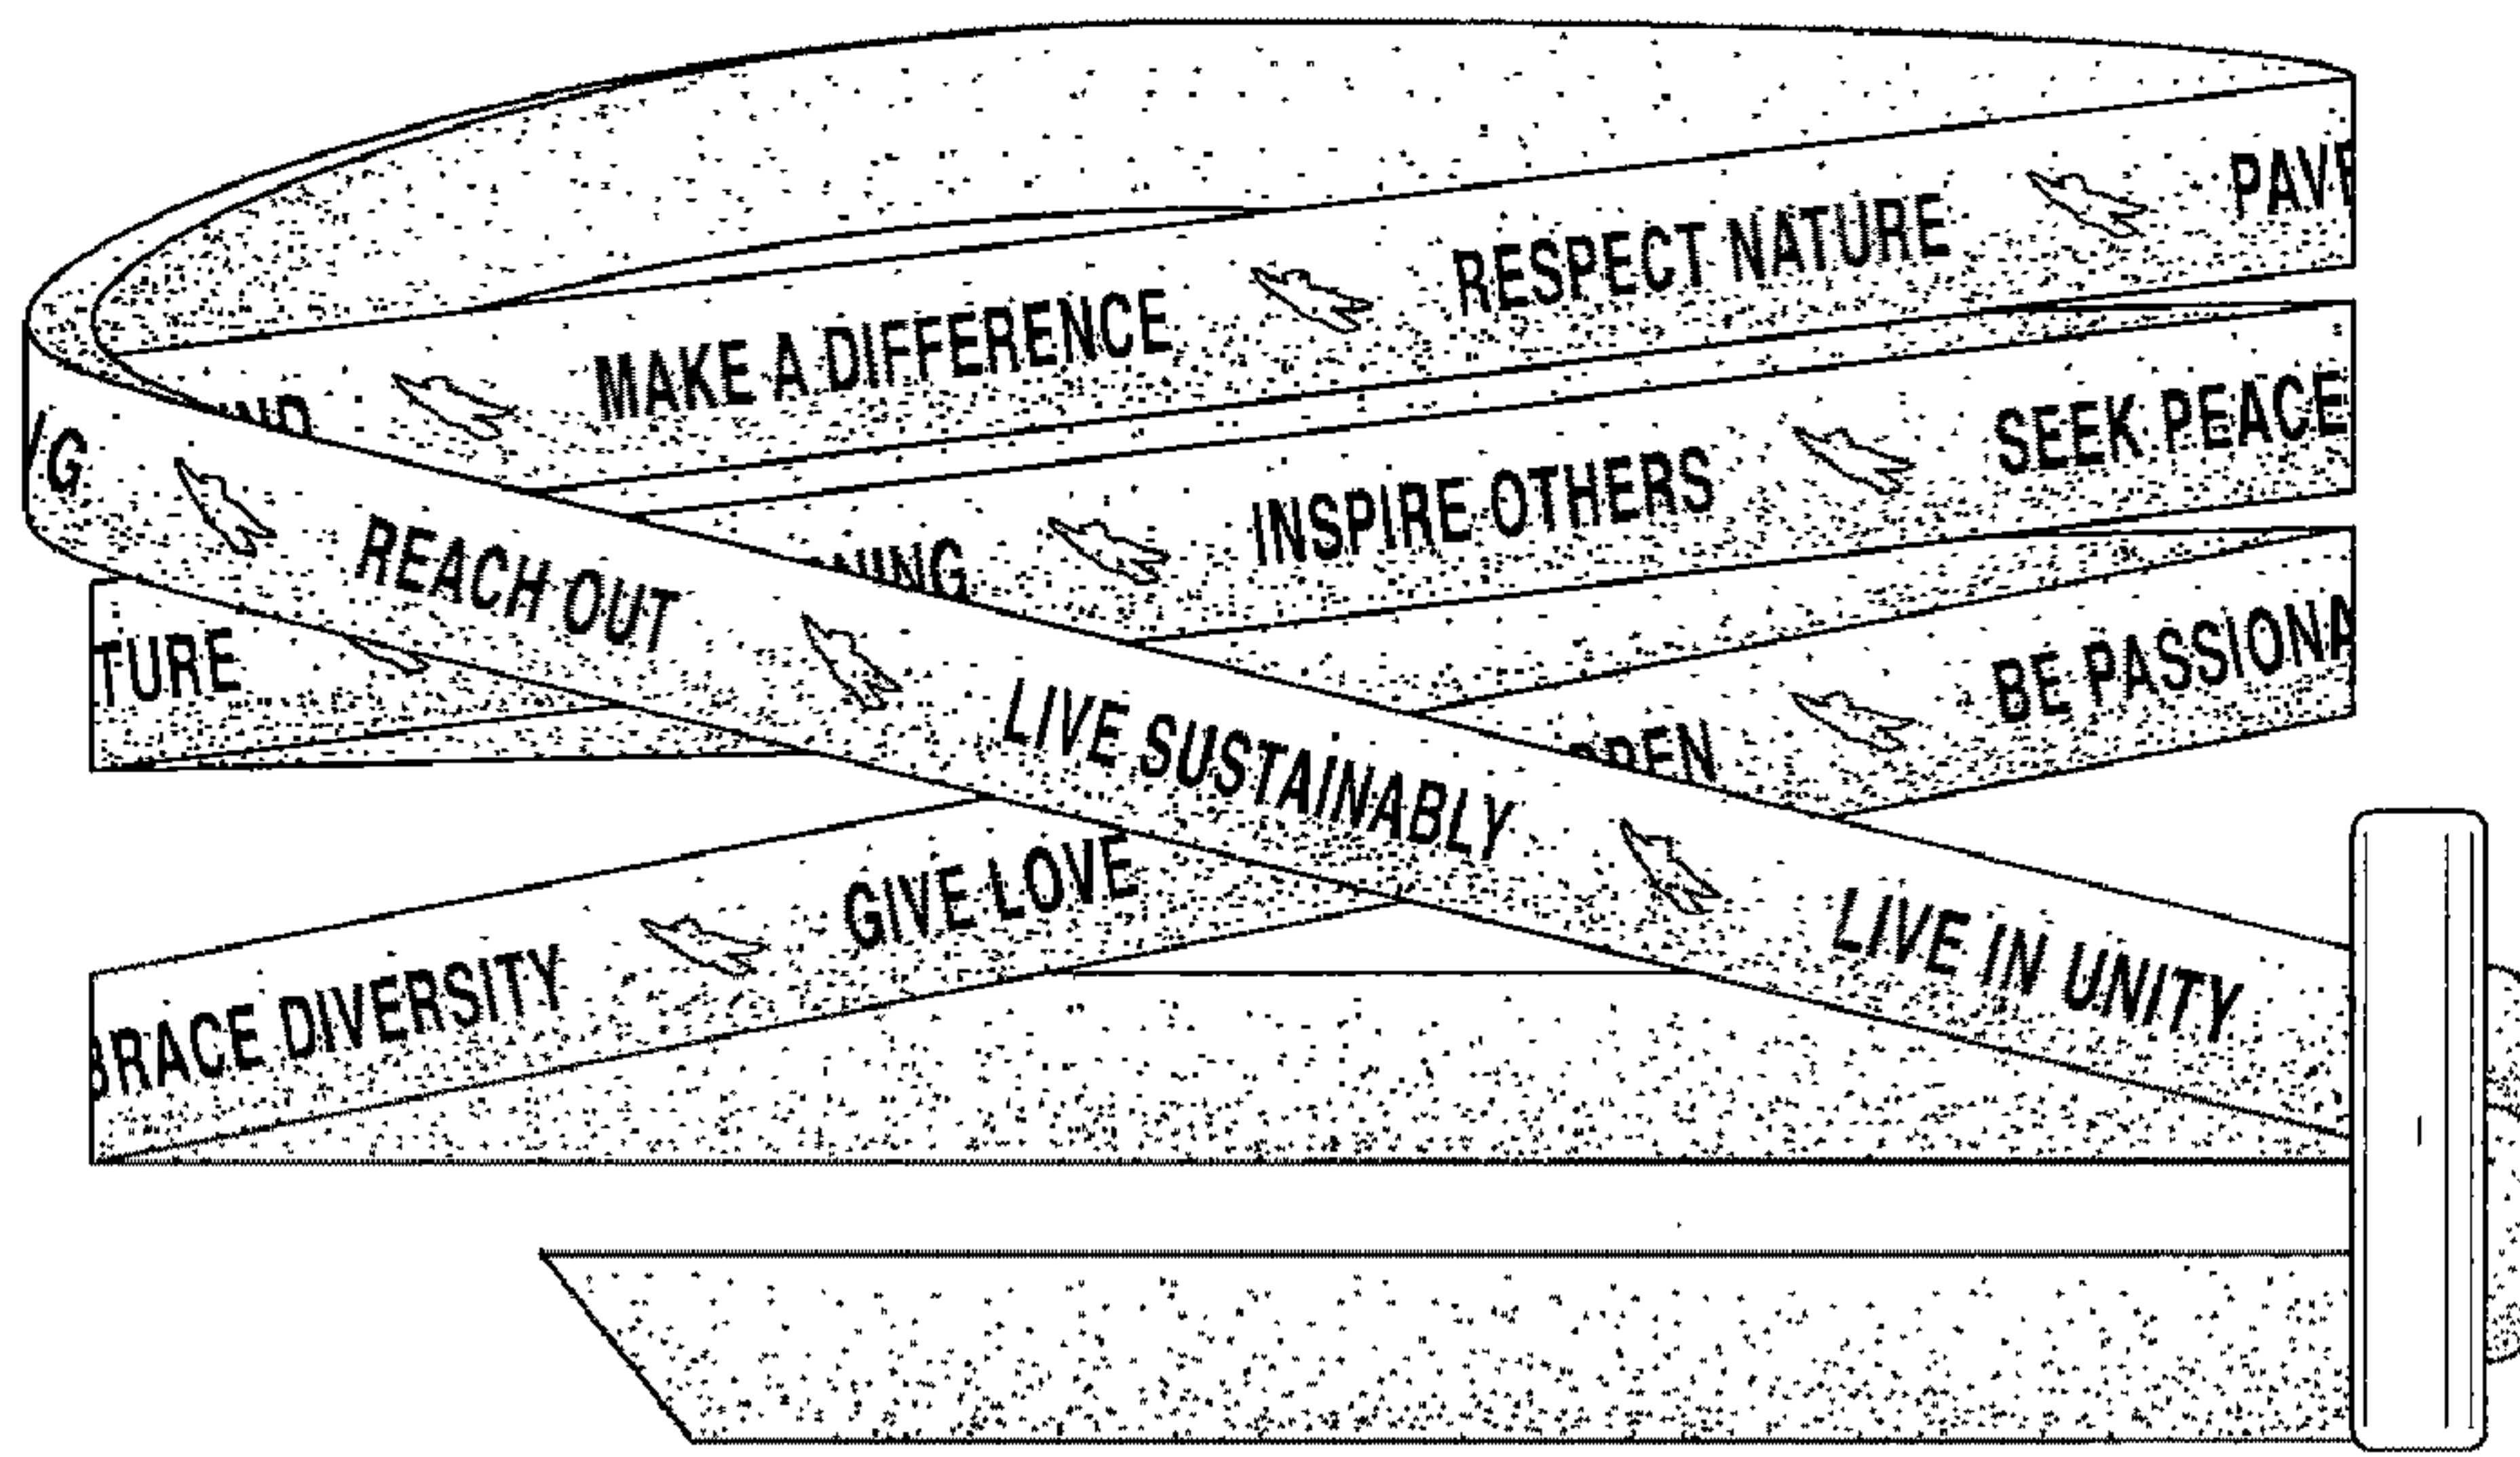 MAKE A DIFFERENCE RESPECT NATURE PAVE
INSPIRE OTHERS SEEK PEACE
REACH OUT LIVE SUSTAINABLY LIVE IN UNITY
TURE
BE PASSIONA
BRACE DIVERSITY GIVE LOVE